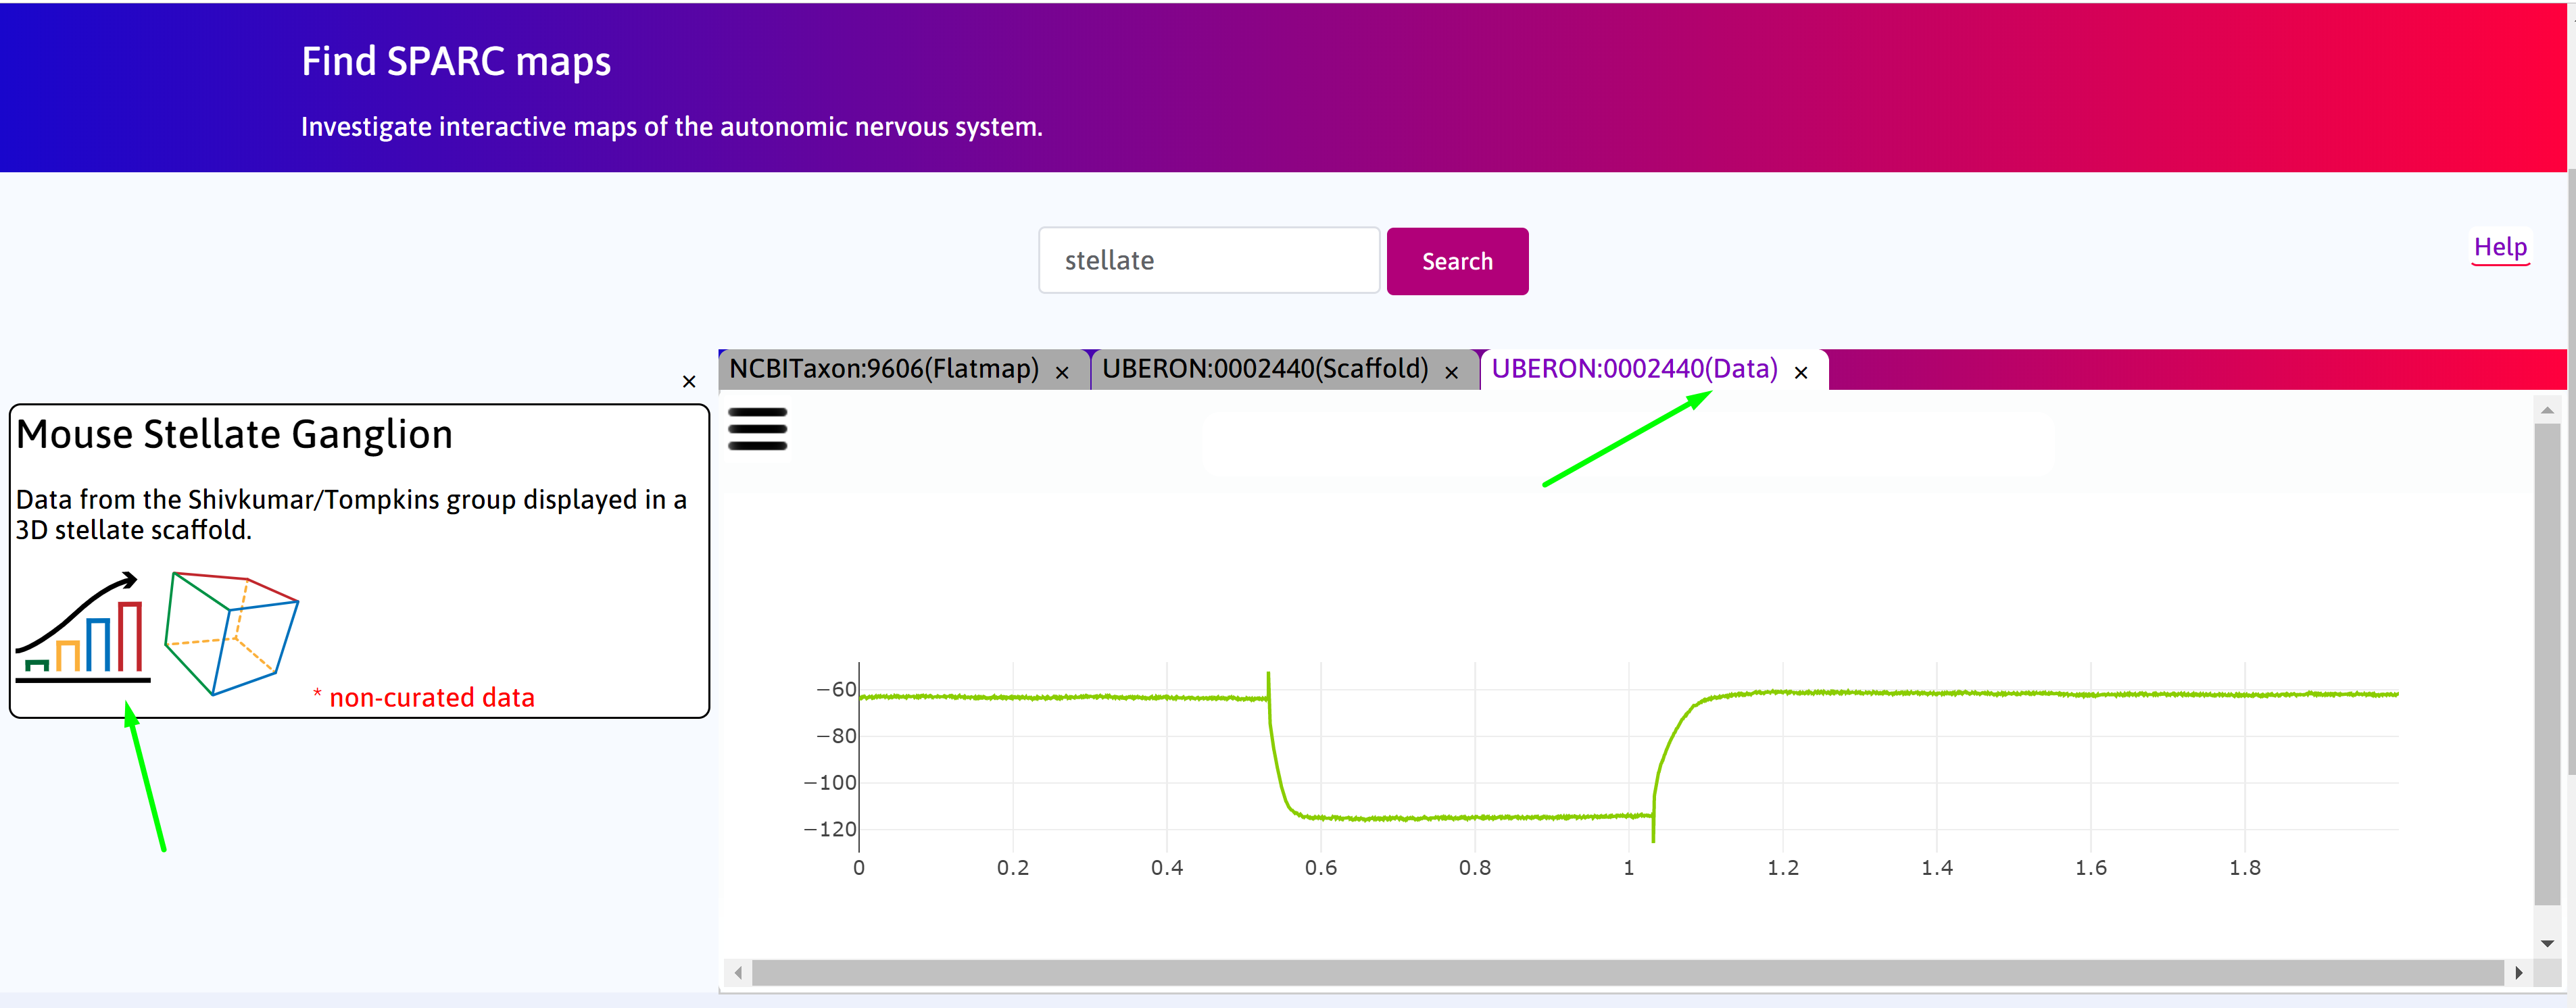 Find SPARC maps
Investigate interactive maps of the autonomic nervous system.
stellate
Search
Help
×
NCBITaxon:9606(Flatmap) ×
UBERON:0002440(Scaffold) ×
UBERON:0002440(Data) ×
Mouse Stellate Ganglion
Data from the Shivkumar/Tompkins group displayed in a
3D stellate scaffold.
* non-curated data
−60
−80
−100
−120
0 0.2 0.4 0.6 0.8 1 1.2 1.4 1.6 1.8